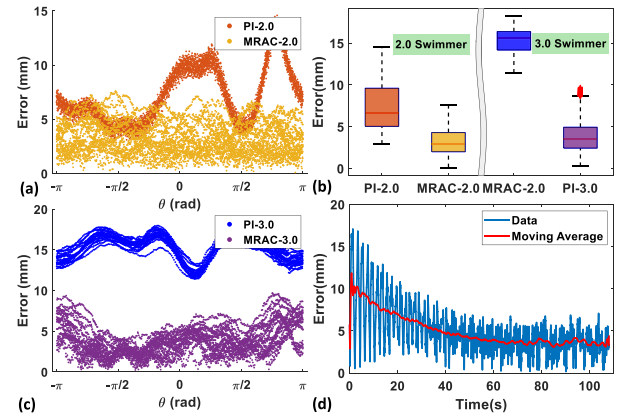 (a)
Error (mm)
15
10
5
0
PI-2.0
MRAC-2.0
-π
-π/2
0
π/2
π
θ (rad)
(b)
Error(mm)
15
10
5
0
2.0 Swimmer
3.0 Swimmer
PI-2.0
MRAC-2.0
MRAC-2.0
PI-3.0
(c)
Error (mm)
20
15
10
5
0
PI-3.0
MRAC-3.0
-π
-π/2
0
π/2
π
θ (rad)
(d)
Error(mm)
20
15
10
5
0
Data
Moving Average
0
20
40
60
80
100
Time(s)